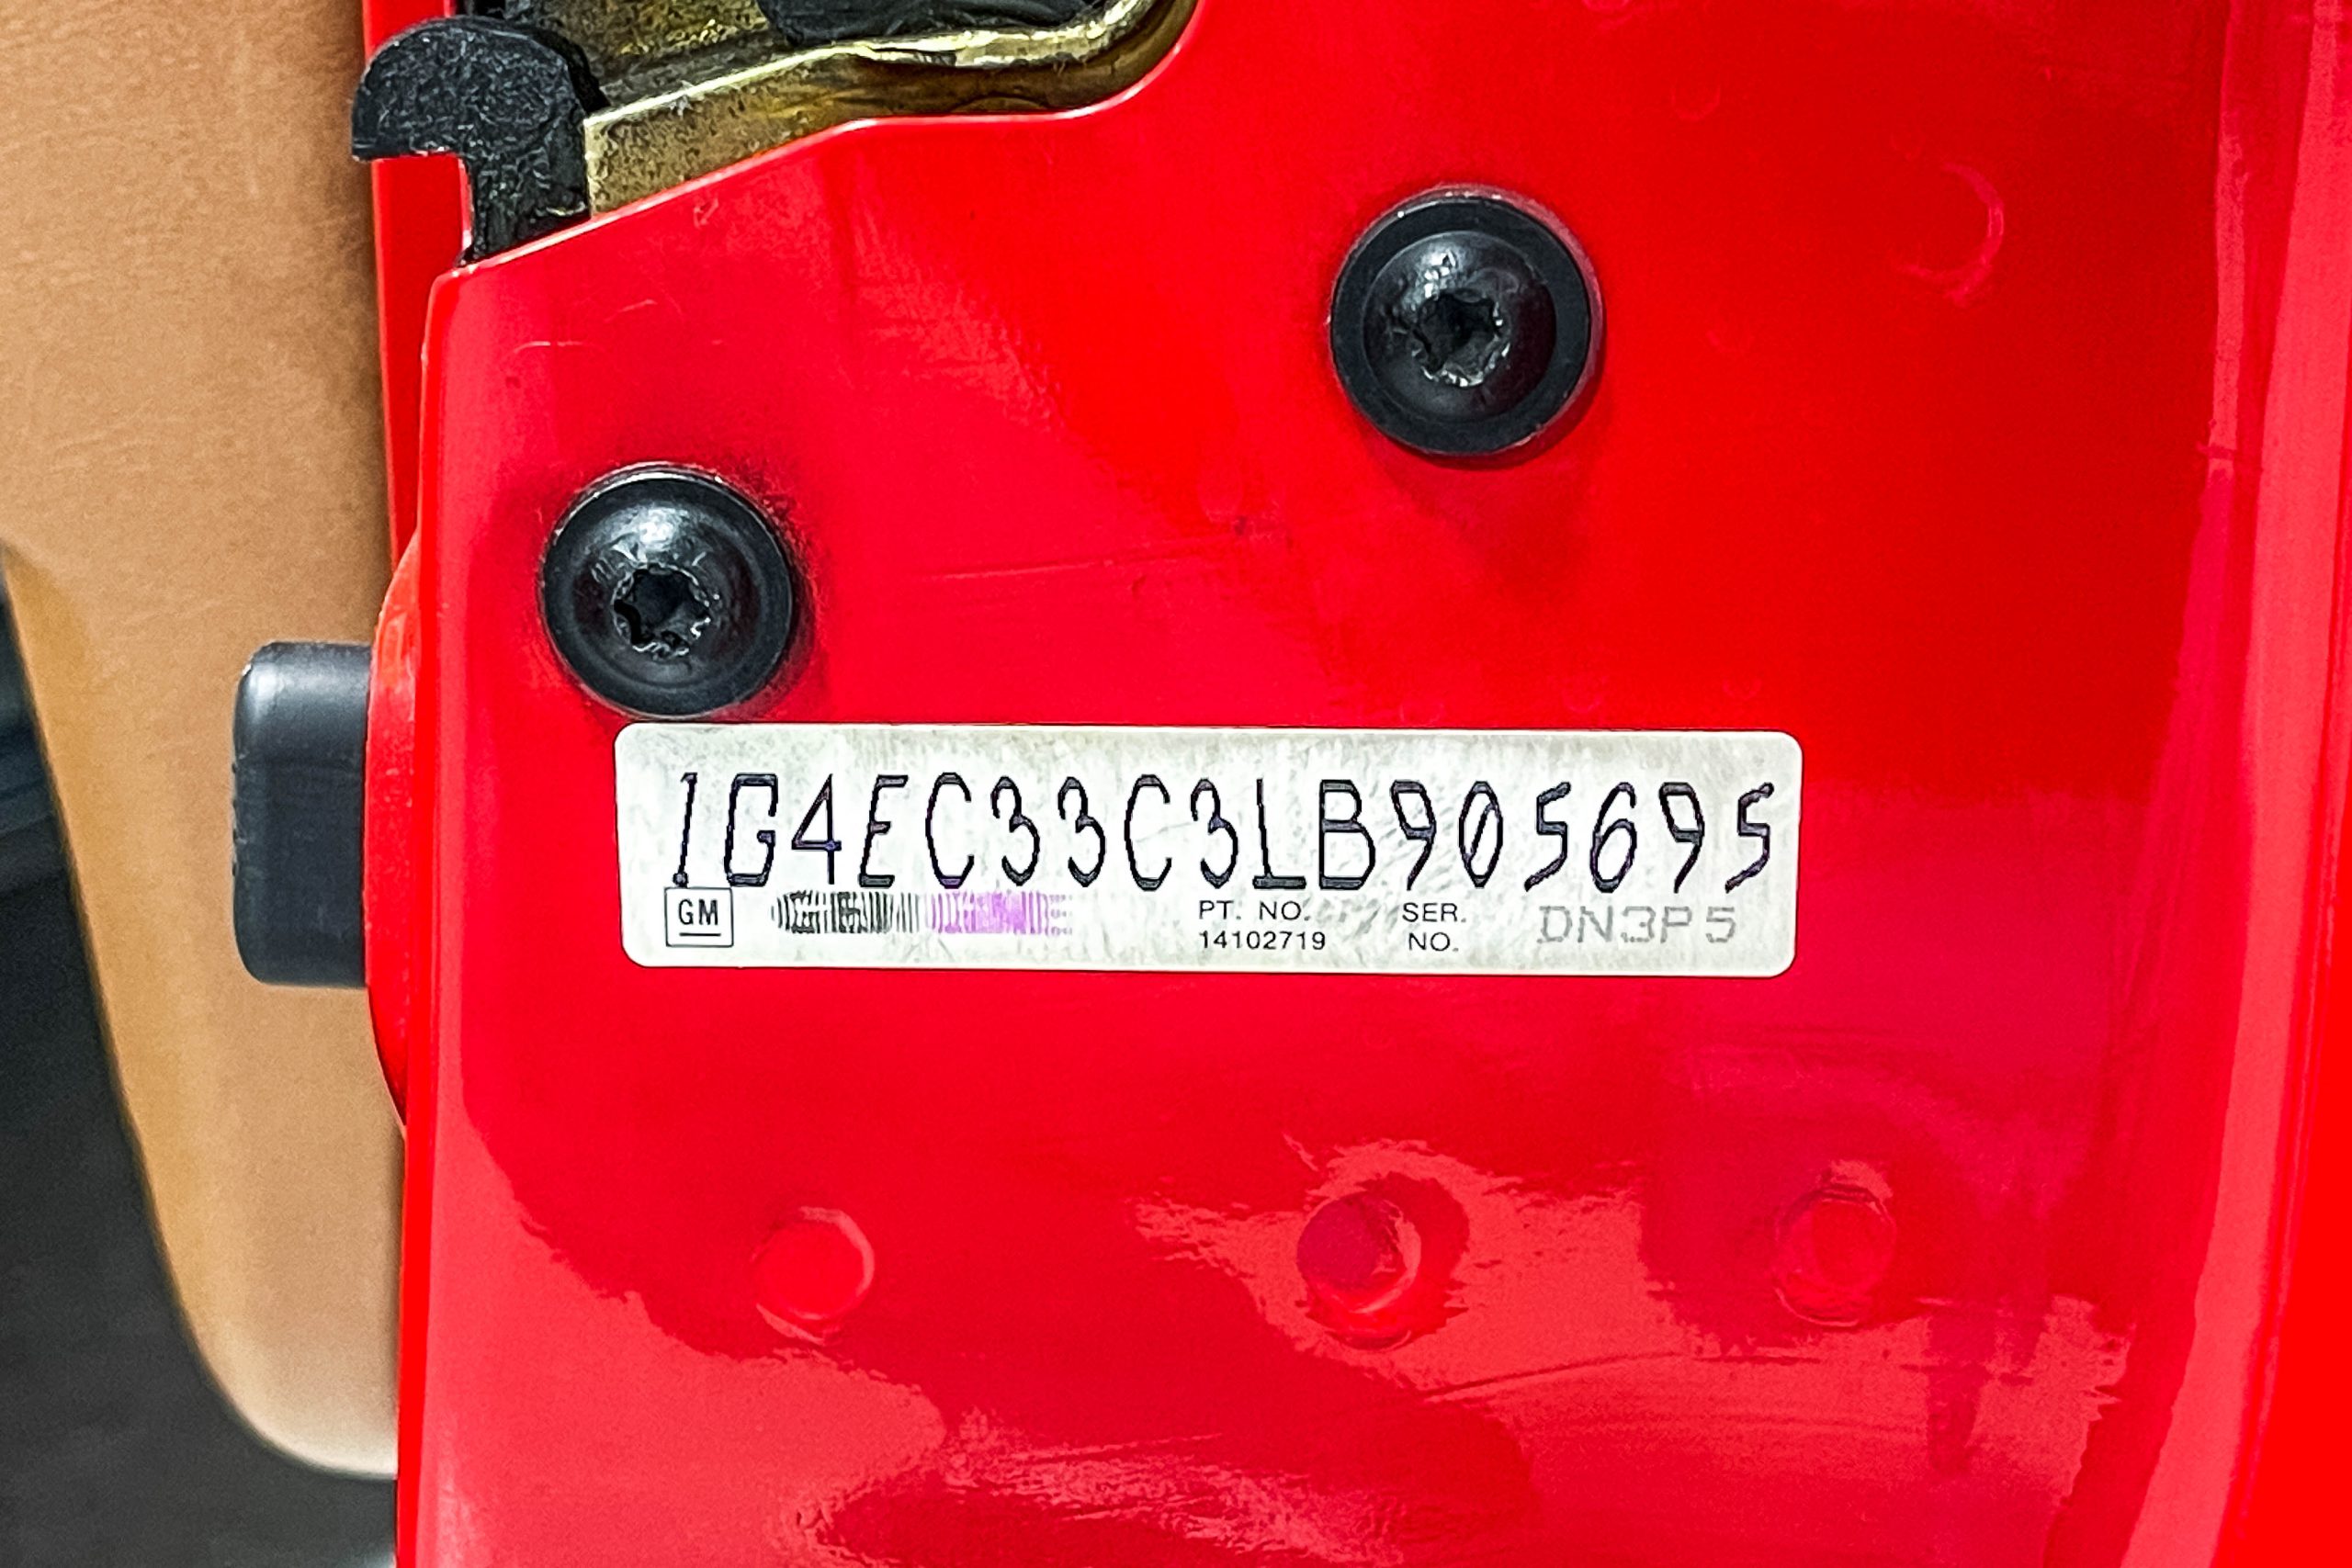 1G4EC33C3LB905695
GM
PT. NO. SER.
14102719 NO. DN3P5